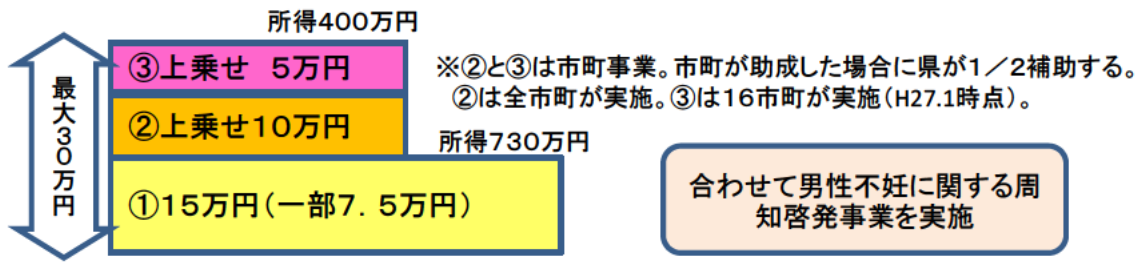 所得400万円
③上乗せ 5万円
※②と③は市町事業。市町が助成した場合に県が1/2補助する。
②は全市町が実施。③は16市町が実施(H27.1時点)。
最大30万円
②上乗せ10万円
所得730万円
①15万円(一部7.5万円)
合わせて男性不妊に関する周
知啓発事業を実施